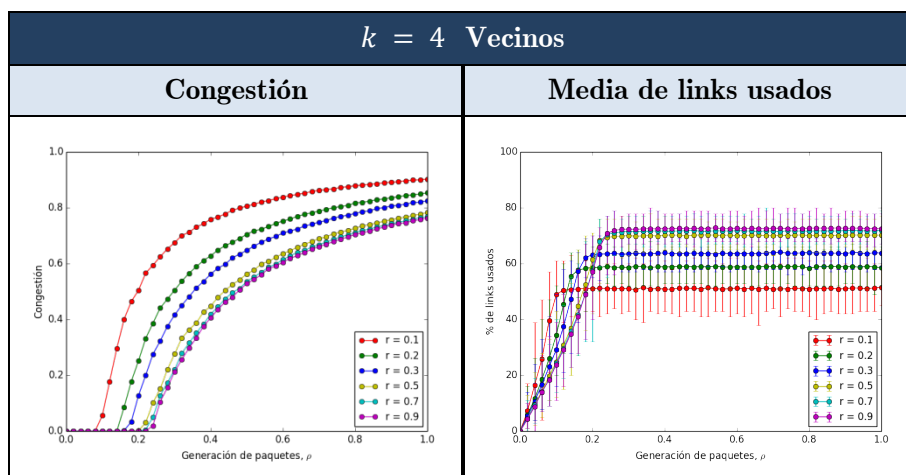 k = 4 Vecinos
Congestión
Media de links usados
1.0
0.8
0.6
0.4
0.2
0.0
Congestión
0.0 0.2 0.4 0.6 0.8 1.0
Generación de paquetes, ρ
r = 0.1
r = 0.2
r = 0.3
r = 0.5
r = 0.7
r = 0.9
100
80
60
40
20
0
% de links usados
0.0 0.2 0.4 0.6 0.8 1.0
Generación de paquetes, ρ
r = 0.1
r = 0.2
r = 0.3
r = 0.5
r = 0.7
r = 0.9